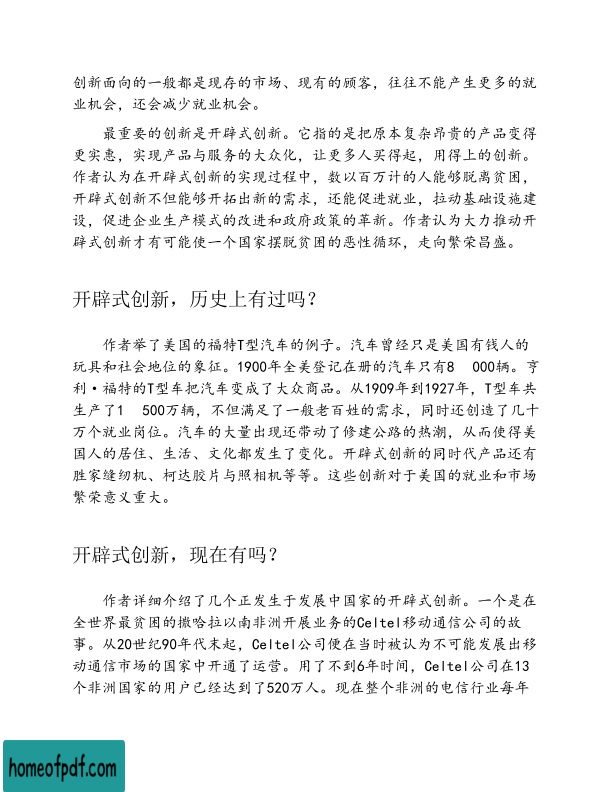 创新面向的一般都是现存的市场、现有的顾客，往往不能产生更多的就
业机会，还会减少就业机会。
最重要的创新是开辟式创新。它指的是把原本复杂昂贵的产品变得
更实惠，实现产品与服务的大众化，让更多人买得起，用得上的创新。
作者认为在开辟式创新的实现过程中，数以百万计的人能够脱离贫困，
开辟式创新不但能够开拓出新的需求，还能促进就业，拉动基础设施建
设，促进企业生产模式的改进和政府政策的革新。作者认为大力推动开
辟式创新才有可能使一个国家摆脱贫困的恶性循环，走向繁荣昌盛。
开辟式创新，历史上有过吗？
作者举了美国的福特T型汽车的例子。汽车曾经只是美国有钱人的
玩具和社会地位的象征。1900年全美登记在册的汽车只有8 000辆。亨
利·福特的T型车把汽车变成了大众商品。从1909年到1927年，T型车共
生产了1 500万辆，不但满足了一般老百姓的需求，同时还创造了几十
万个就业岗位。汽车的大量出现还带动了修建公路的热潮，从而使得美
国人的居住、生活、文化都发生了变化。开辟式创新的同时代产品还有
胜家缝纫机、柯达胶片与照相机等等。这些创新对于美国的就业和市场
繁荣意义重大。
开辟式创新，现在有吗？
作者详细介绍了几个正发生于发展中国家的开辟式创新。一个是在
全世界最贫困的撒哈拉以南非洲开展业务的Celtel移动通信公司的故
事。从20世纪90年代末起，Celtel公司便在当时被认为不可能发展出移
动通信市场的国家中开通了运营。用了不到6年时间，Celtel公司在13
个非洲国家的用户已经达到了520万人。现在整个非洲的电信行业每年
homeofpdf.com